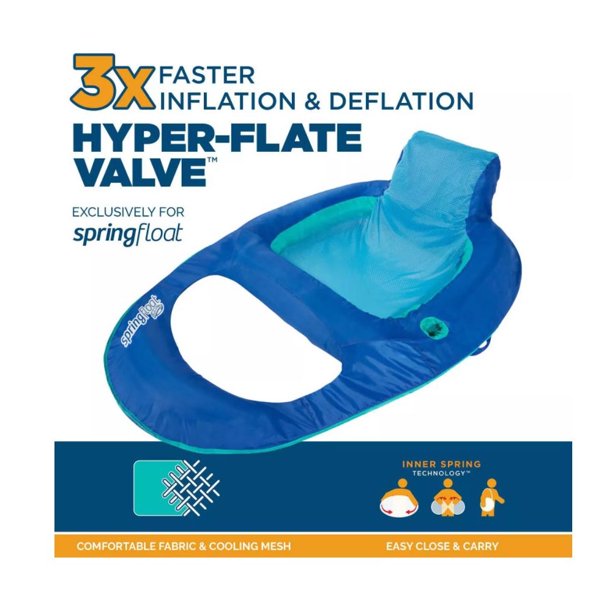 3X FASTER
INFLATION & DEFLATION
HYPER-FLATE
VALVE™
EXCLUSIVELY FOR
springfloat
springfloat
INNER SPRING
TECHNOLOGY™
COMFORTABLE FABRIC & COOLING MESH
EASY CLOSE & CARRY